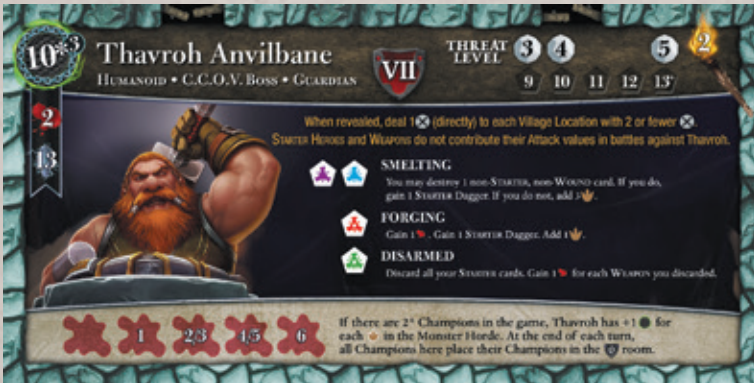 10*3
Thavroh Anvilbane
Humanoid • C.C.O.V. Boss • Guardian
VII
THREAT LEVEL 3 4 5
9 10 11 12 13+
2
2
13
When revealed, deal 1 (directly) to each Village Location with 2 or fewer .
Starter Heroes and Weapons do not contribute their Attack values in battles against Thavroh.
SMELTING
You may destroy 1 non-Starter, non-Wound card. If you do,
gain 1 Starter Dagger. If you do not, add 3 .
FORGING
Gain 1 . Gain 1 Starter Dagger. Add 1 .
DISARMED
Discard all your Starter cards. Gain 1 for each Weapon you discarded.
1 2/3 4/5 6
If there are 2+ Champions in the game, Thavroh has +1 for
each in the Monster Horde. At the end of each turn,
all Champions here place their Champions in the room.